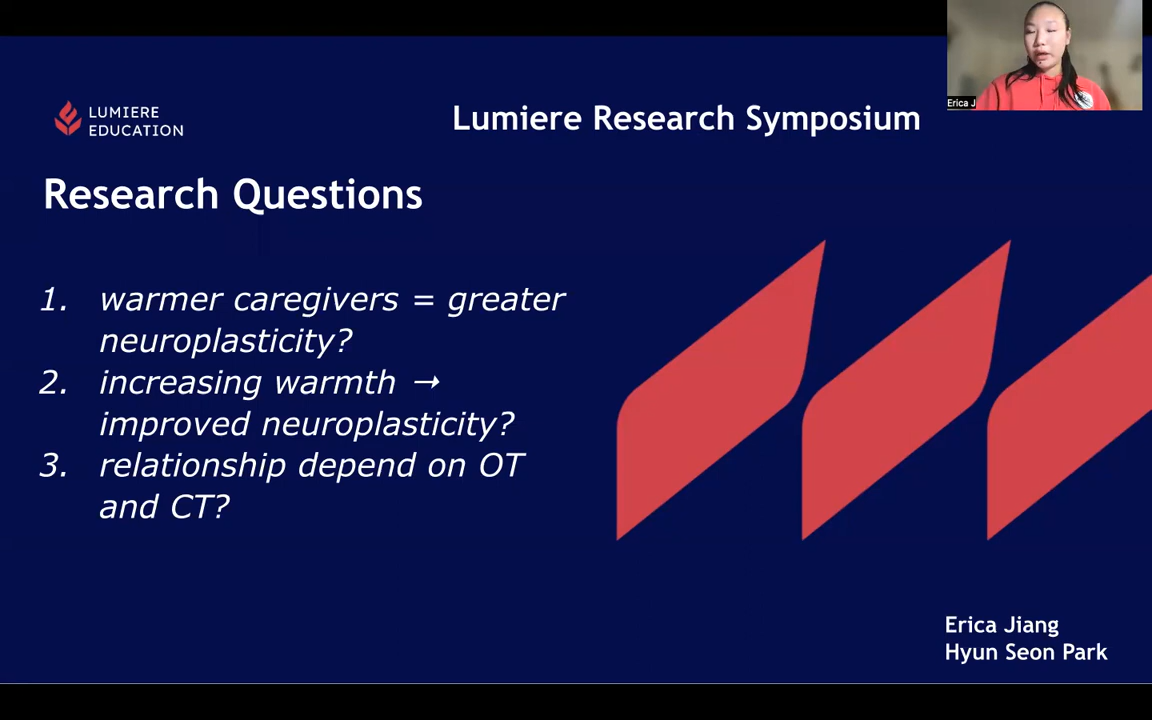 Erica J
LUMIERE
EDUCATION
Lumiere Research Symposium
Research Questions
1. warmer caregivers = greater
neuroplasticity?
2. increasing warmth →
improved neuroplasticity?
3. relationship depend on OT
and CT?
Erica Jiang
Hyun Seon Park